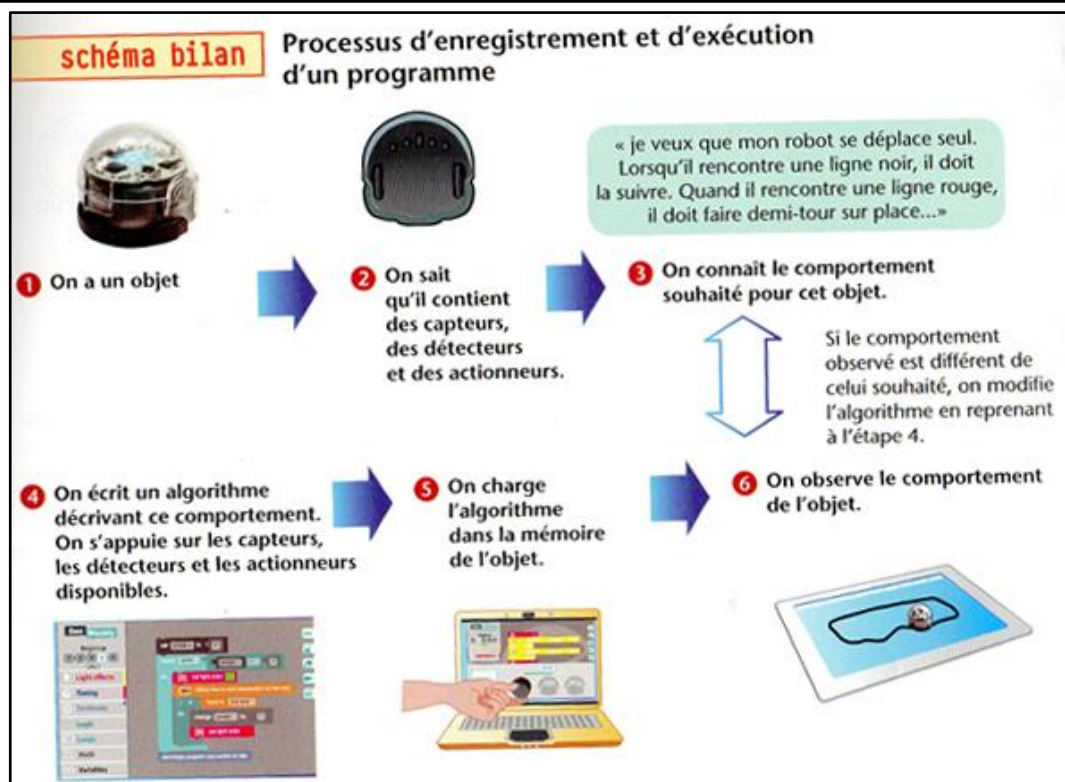 schéma bilan
Processus d'enregistrement et d'exécution
d'un programme
« je veux que mon robot se déplace seul.
Lorsqu'il rencontre une ligne noir, il doit
la suivre. Quand il rencontre une ligne rouge,
il doit faire demi-tour sur place...»
1 On a un objet
2 On sait
qu'il contient
des capteurs,
des détecteurs
et des actionneurs.
3 On connaît le comportement
souhaité pour cet objet.
Si le comportement
observé est différent de
celui souhaité, on modifie
l'algorithme en reprenant
à l'étape 4.
4 On écrit un algorithme
décrivant ce comportement.
On s'appuie sur les capteurs,
les détecteurs et les actionneurs
disponibles.
5 On charge
l'algorithme
dans la mémoire
de l'objet.
6 On observe le comportement
de l'objet.
Light effects
Timing
Logic
Loops
Math
Variables